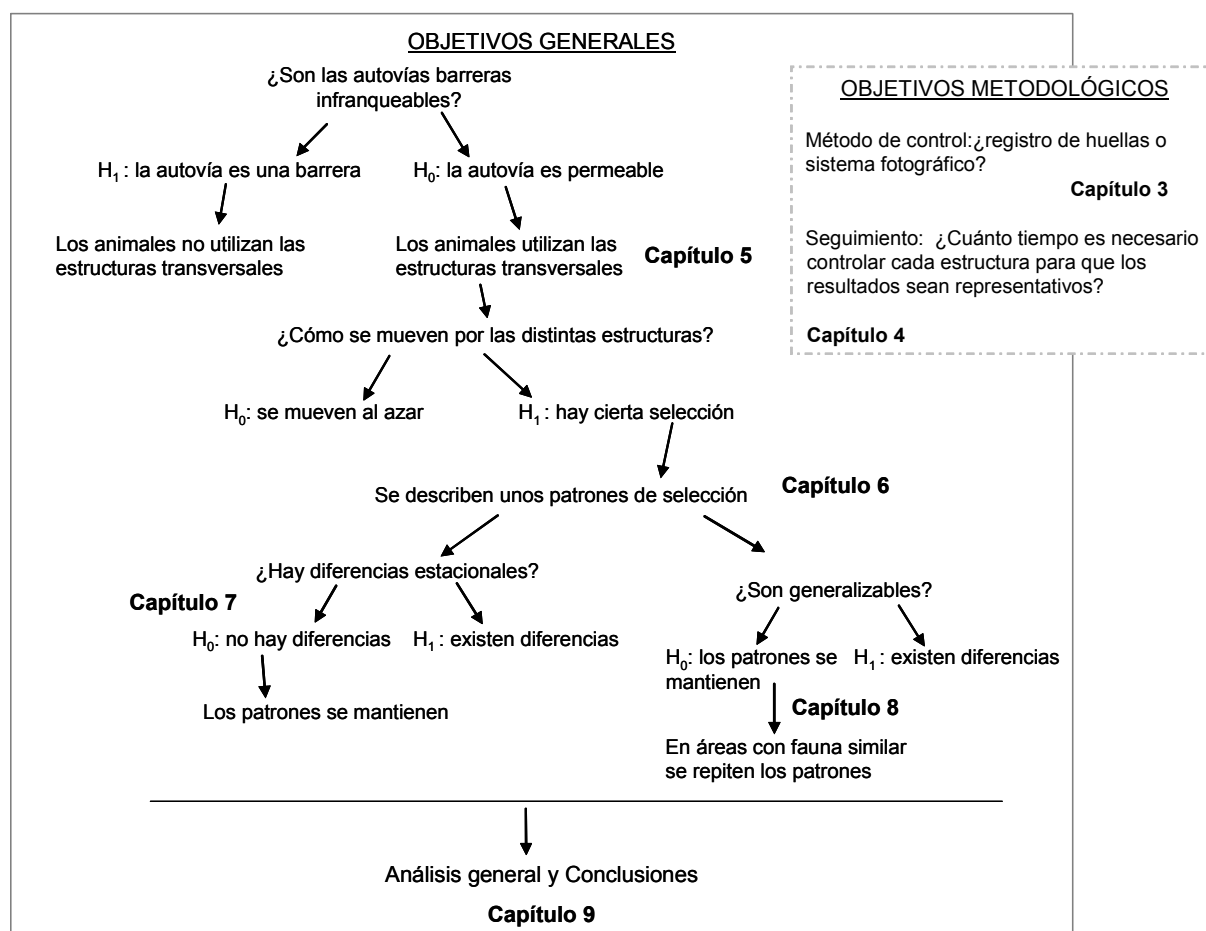 OBJETIVOS GENERALES
¿Son las autovías barreras
infranqueables?
H1 : la autovía es una barrera
H0: la autovía es permeable
Los animales no utilizan las
estructuras transversales
Los animales utilizan las
estructuras transversales
Capítulo 5
¿Cómo se mueven por las distintas estructuras?
H0: se mueven al azar
H1 : hay cierta selección
Se describen unos patrones de selección
Capítulo 6
¿Hay diferencias estacionales?
Capítulo 7
H0: no hay diferencias
H1 : existen diferencias
Los patrones se mantienen
¿Son generalizables?
H0: los patrones se
mantienen
H1 : existen diferencias
Capítulo 8
En áreas con fauna similar
se repiten los patrones
Análisis general y Conclusiones
Capítulo 9
OBJETIVOS METODOLÓGICOS
Método de control:¿registro de huellas o
sistema fotográfico?
Capítulo 3
Seguimiento: ¿Cuánto tiempo es necesario
controlar cada estructura para que los
resultados sean representativos?
Capítulo 4